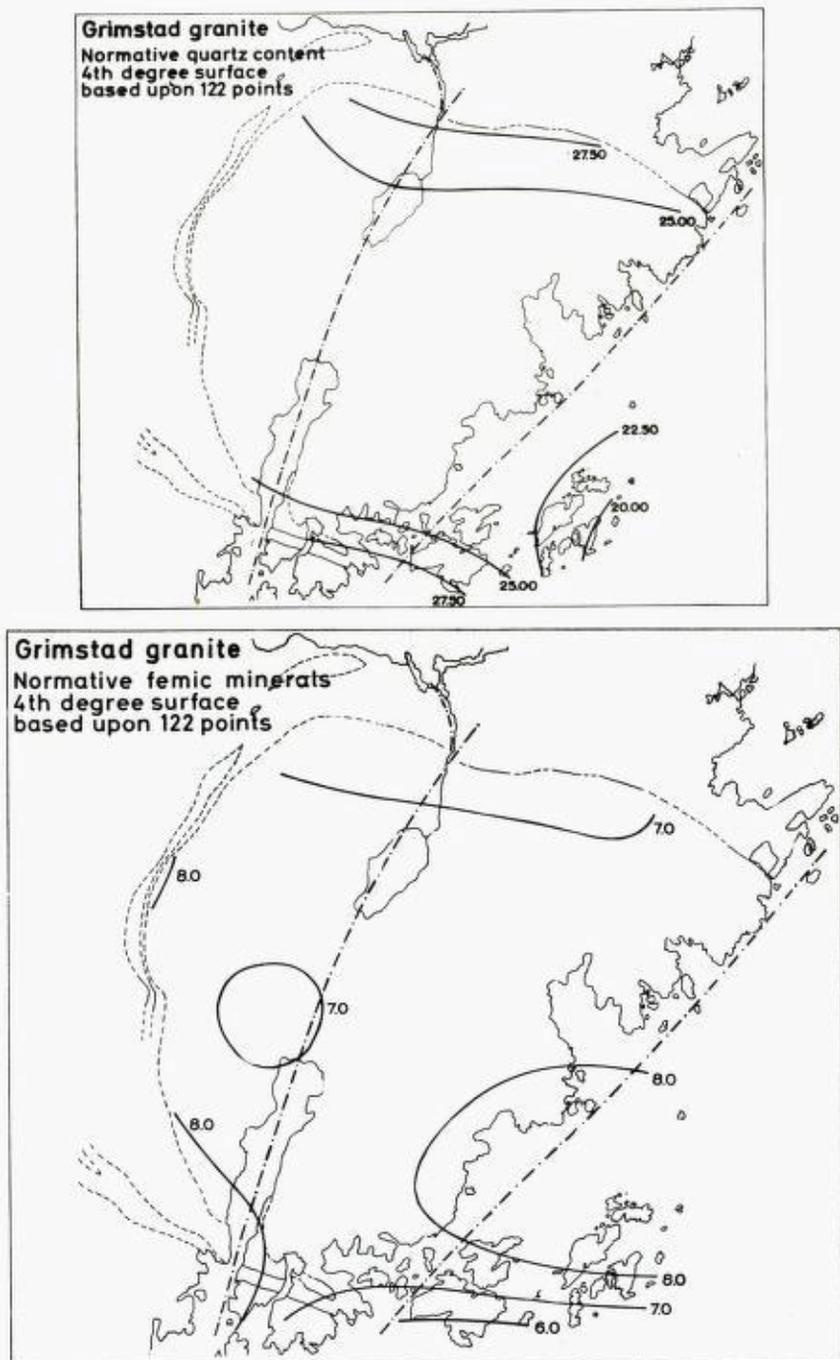 Grimstad granite
Normative quartz content
4th degree surface
based upon 122 points
27.50
25.00
22.50
20.00
25.00
27.50
Grimstad granite
Normative femic minerals
4th degree surface
based upon 122 points
7.0
8.0
7.0
8.0
8.0
8.0
7.0
6.0